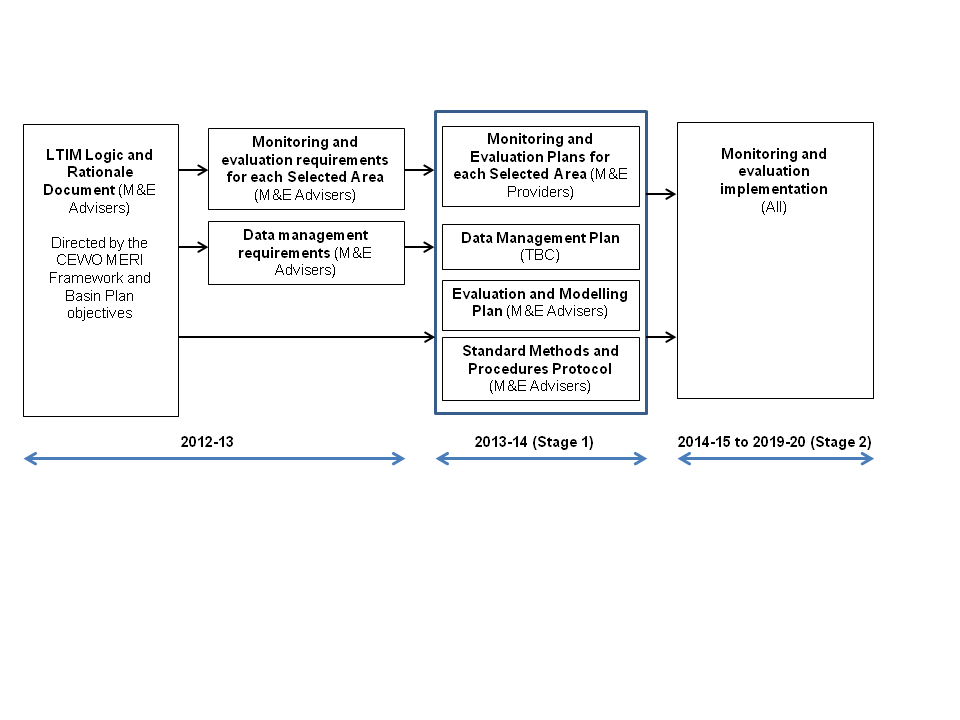 LTIM Logic and
Rationale
Document (M&E
Advisers)
Directed by the
CEWO MERI
Framework and
Basin Plan
objectives
Monitoring and
evaluation requirements
for each Selected Area
(M&E Advisers)
Data management
requirements (M&E
Advisers)
Monitoring and
Evaluation Plans for
each Selected Area (M&E
Providers)
Data Management Plan
(TBC)
Evaluation and Modelling
Plan (M&E Advisers)
Standard Methods and
Procedures Protocol
(M&E Advisers)
Monitoring and
evaluation
implementation
(All)
2012-13
2013-14 (Stage 1)
2014-15 to 2019-20 (Stage 2)